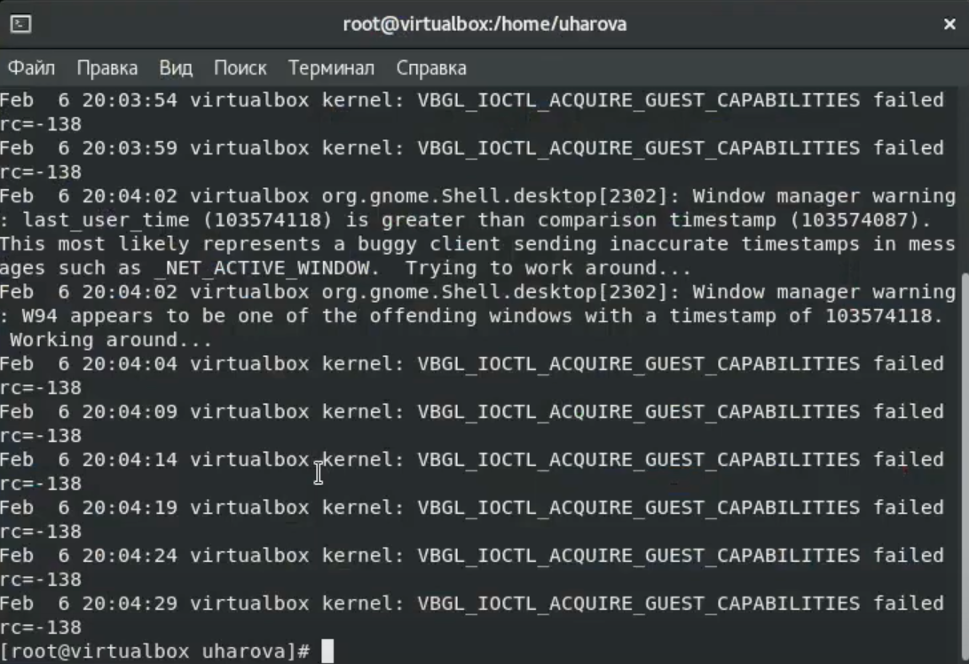 root@virtualbox:/home/uharova
Файл Правка Вид Поиск Терминал Справка
Feb  6 20:03:54 virtualbox kernel: VBGL_IOCTL_ACQUIRE_GUEST_CAPABILITIES failed
rc=-138
Feb  6 20:03:59 virtualbox kernel: VBGL_IOCTL_ACQUIRE_GUEST_CAPABILITIES failed
rc=-138
Feb  6 20:04:02 virtualbox org.gnome.Shell.desktop[2302]: Window manager warning
: last_user_time (103574118) is greater than comparison timestamp (103574087).
This most likely represents a buggy client sending inaccurate timestamps in mess
ages such as _NET_ACTIVE_WINDOW.  Trying to work around...
Feb  6 20:04:02 virtualbox org.gnome.Shell.desktop[2302]: Window manager warning
: W94 appears to be one of the offending windows with a timestamp of 103574118.
 Working around...
Feb  6 20:04:04 virtualbox kernel: VBGL_IOCTL_ACQUIRE_GUEST_CAPABILITIES failed
rc=-138
Feb  6 20:04:09 virtualbox kernel: VBGL_IOCTL_ACQUIRE_GUEST_CAPABILITIES failed
rc=-138
Feb  6 20:04:14 virtualbox kernel: VBGL_IOCTL_ACQUIRE_GUEST_CAPABILITIES failed
rc=-138
Feb  6 20:04:19 virtualbox kernel: VBGL_IOCTL_ACQUIRE_GUEST_CAPABILITIES failed
rc=-138
Feb  6 20:04:24 virtualbox kernel: VBGL_IOCTL_ACQUIRE_GUEST_CAPABILITIES failed
rc=-138
Feb  6 20:04:29 virtualbox kernel: VBGL_IOCTL_ACQUIRE_GUEST_CAPABILITIES failed
rc=-138
[root@virtualbox uharova]#